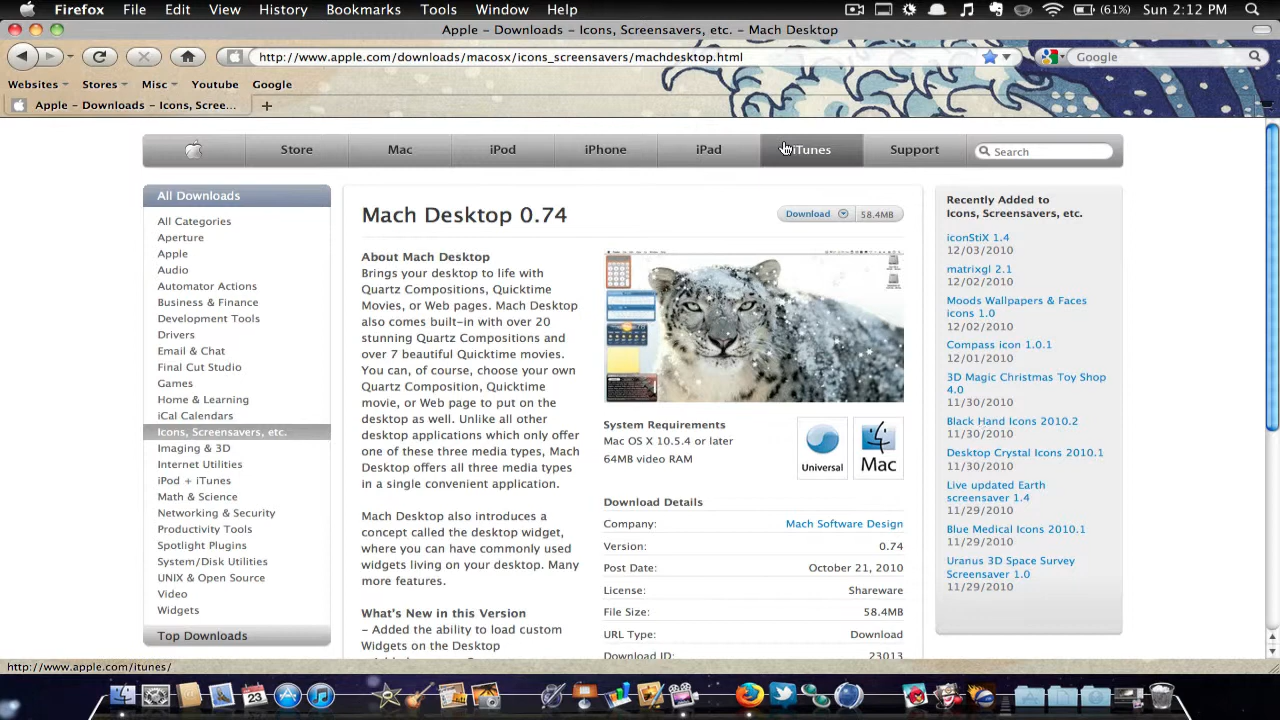 Firefox File Edit View History Bookmarks Tools Window Help (61%) Sun 2:12 PM
Apple – Downloads – Icons, Screensavers, etc. – Mach Desktop
http://www.apple.com/downloads/macosx/icons_screensavers/machdesktop.html Google
Websites Stores Misc Youtube Google
Apple – Downloads – Icons, Scree...
Store Mac iPod iPhone iPad iTunes Support Search
All Downloads
All Categories
Aperture
Apple
Audio
Automator Actions
Business & Finance
Development Tools
Drivers
Email & Chat
Final Cut Studio
Games
Home & Learning
iCal Calendars
Icons, Screensavers, etc.
Imaging & 3D
Internet Utilities
iPod + iTunes
Math & Science
Networking & Security
Productivity Tools
Spotlight Plugins
System/Disk Utilities
UNIX & Open Source
Video
Widgets
Top Downloads
Mach Desktop 0.74
Download 58.4MB
About Mach Desktop
Brings your desktop to life with
Quartz Compositions, Quicktime
Movies, or Web pages. Mach Desktop
also comes built-in with over 20
stunning Quartz Compositions and
over 7 beautiful Quicktime movies.
You can, of course, choose your own
Quartz Composition, Quicktime
movie, or Web page to put on the
desktop as well. Unlike all other
desktop applications which only offer
one of these three media types, Mach
Desktop offers all three media types
in a single convenient application.
Mach Desktop also introduces a
concept called the desktop widget,
where you can have commonly used
widgets living on your desktop. Many
more features.
What's New in this Version
– Added the ability to load custom
Widgets on the Desktop
System Requirements
Mac OS X 10.5.4 or later
64MB video RAM
Universal
Mac
Download Details
Company: Mach Software Design
Version: 0.74
Post Date: October 21, 2010
License: Shareware
File Size: 58.4MB
URL Type: Download
Download ID: 23013
Recently Added to
Icons, Screensavers, etc.
iconStiX 1.4
12/03/2010
matrixgl 2.1
12/02/2010
Moods Wallpapers & Faces
icons 1.0
12/02/2010
Compass icon 1.0.1
12/01/2010
3D Magic Christmas Toy Shop
4.0
11/30/2010
Black Hand Icons 2010.2
11/30/2010
Desktop Crystal Icons 2010.1
11/30/2010
Live updated Earth
screensaver 1.4
11/29/2010
Blue Medical Icons 2010.1
11/29/2010
Uranus 3D Space Survey
Screensaver 1.0
11/29/2010
http://www.apple.com/itunes/
23